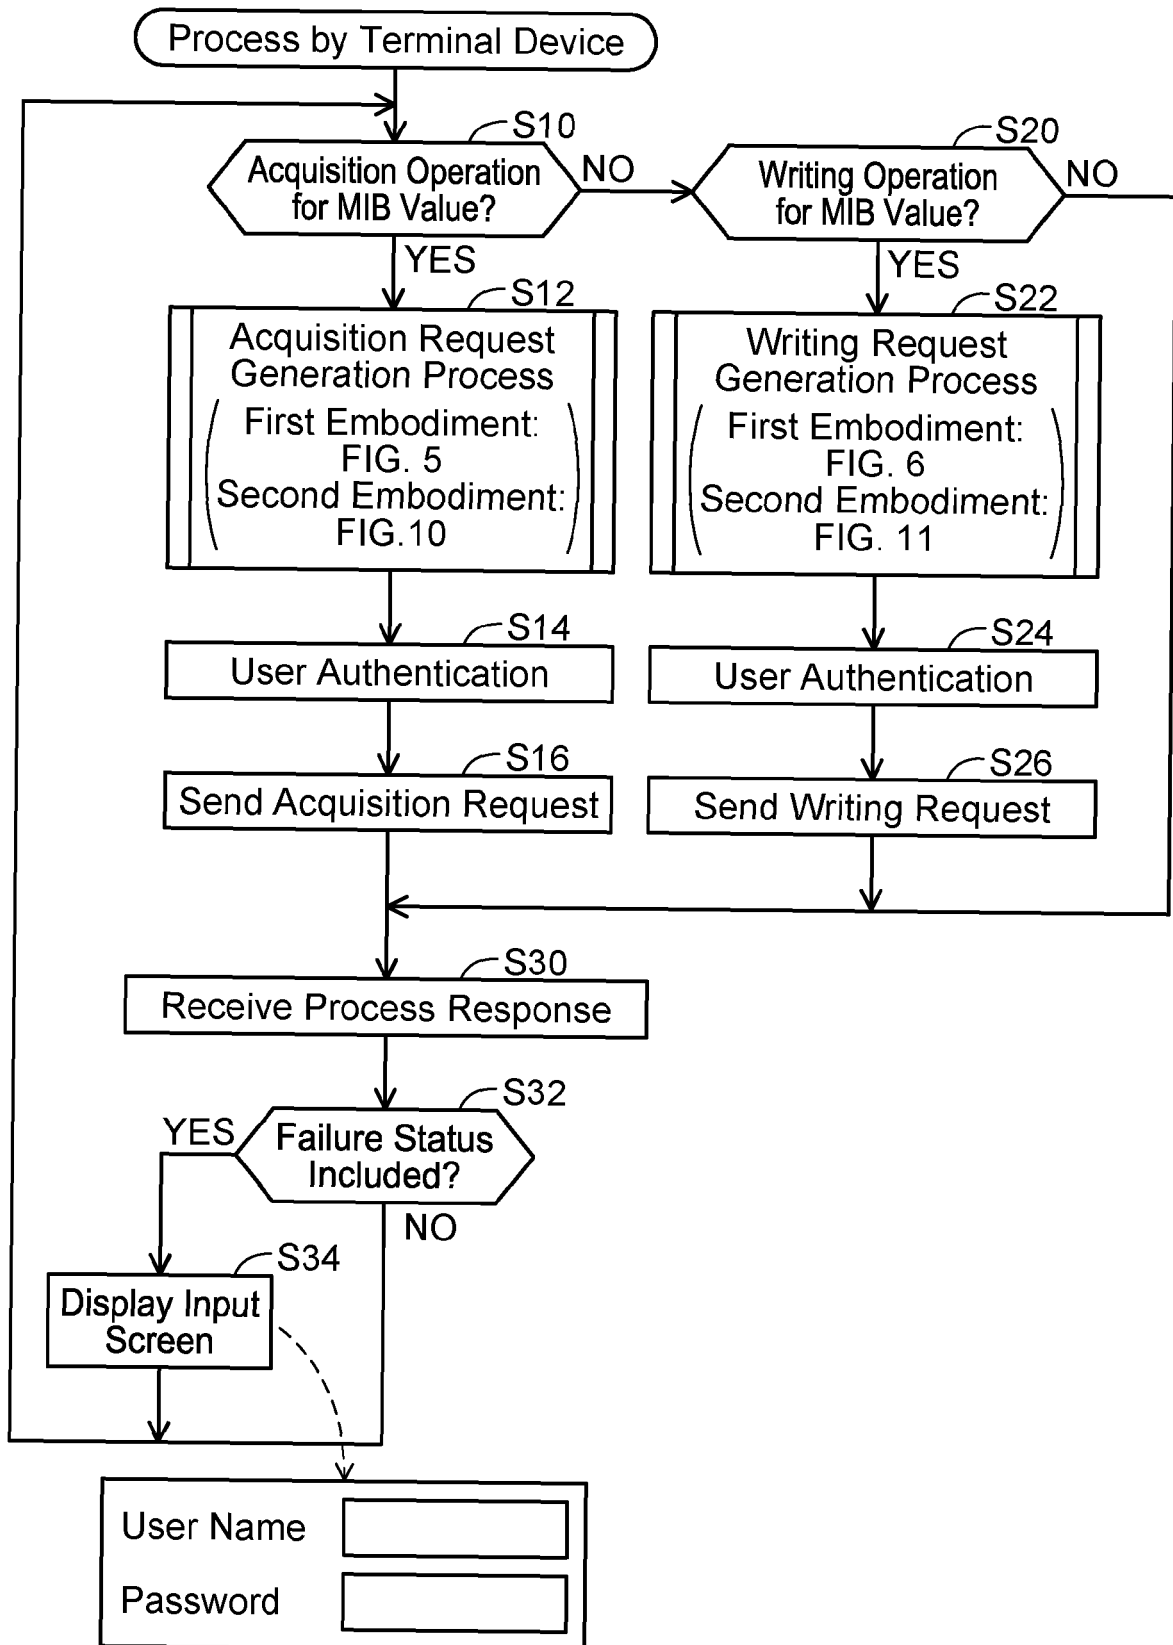 Process by Terminal Device
S10
Acquisition Operation
for MIB Value?
NO
YES
S20
Writing Operation
for MIB Value?
NO
YES
S12
Acquisition Request
Generation Process
First Embodiment:
FIG. 5
Second Embodiment:
FIG.10
S22
Writing Request
Generation Process
First Embodiment:
FIG. 6
Second Embodiment:
FIG. 11
S14
User Authentication
S24
User Authentication
S16
Send Acquisition Request
S26
Send Writing Request
S30
Receive Process Response
S32
Failure Status
Included?
YES
NO
S34
Display Input
Screen
User Name
Password